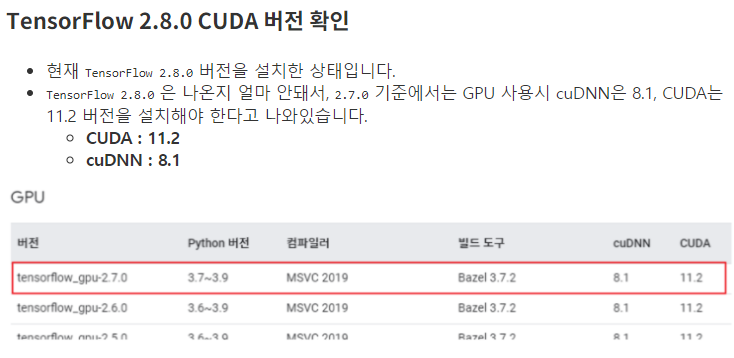 TensorFlow 2.8.0 CUDA 버전 확인
현재 TensorFlow 2.8.0 버전을 설치한 상태입니다.
TensorFlow 2.8.0 은 나온지 얼마 안돼서, 2.7.0 기준에서는 GPU 사용시 cuDNN은 8.1, CUDA는
11.2 버전을 설치해야 한다고 나와있습니다.
CUDA : 11.2
cuDNN : 8.1
GPU
버전 Python 버전 컴파일러 빌드 도구 cuDNN CUDA
tensorflow_gpu-2.7.0 3.7~3.9 MSVC 2019 Bazel 3.7.2 8.1 11.2
tensorflow_gpu-2.6.0 3.6~3.9 MSVC 2019 Bazel 3.7.2 8.1 11.2
tensorflow_gpu-2.5.0 3.6~3.9 MSVC 2019 Bazel 3.7.2 8.1 11.2